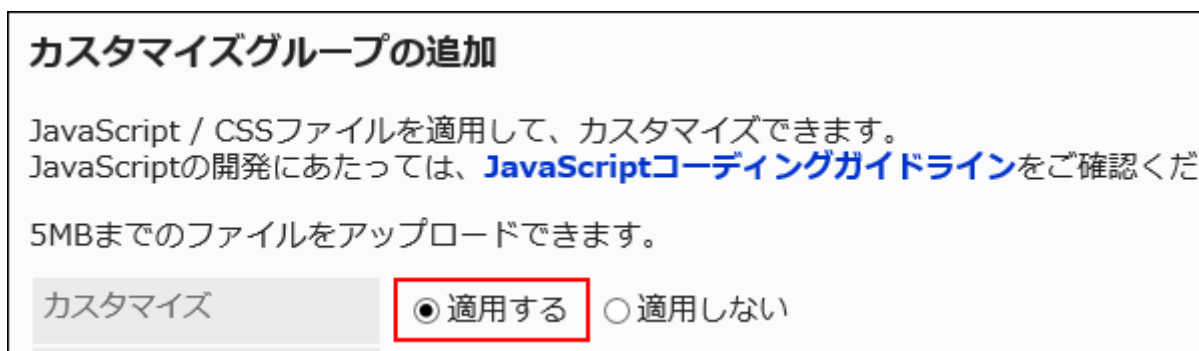 カスタマイズグループの追加
JavaScript / CSSファイルを適用して、カスタマイズできます。
JavaScriptの開発にあたっては、JavaScriptコーディングガイドラインをご確認くだ
5MBまでのファイルをアップロードできます。
カスタマイズ 適用する 適用しない